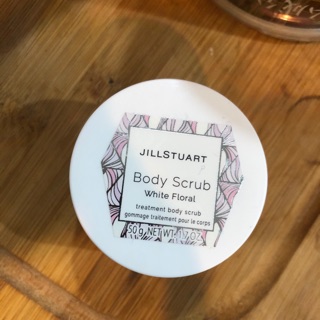 JILLSTUART
Body Scrub
White Floral
treatment body scrub
gommage traitement pour le corps
50 g NET WT. 1.7 OZ.